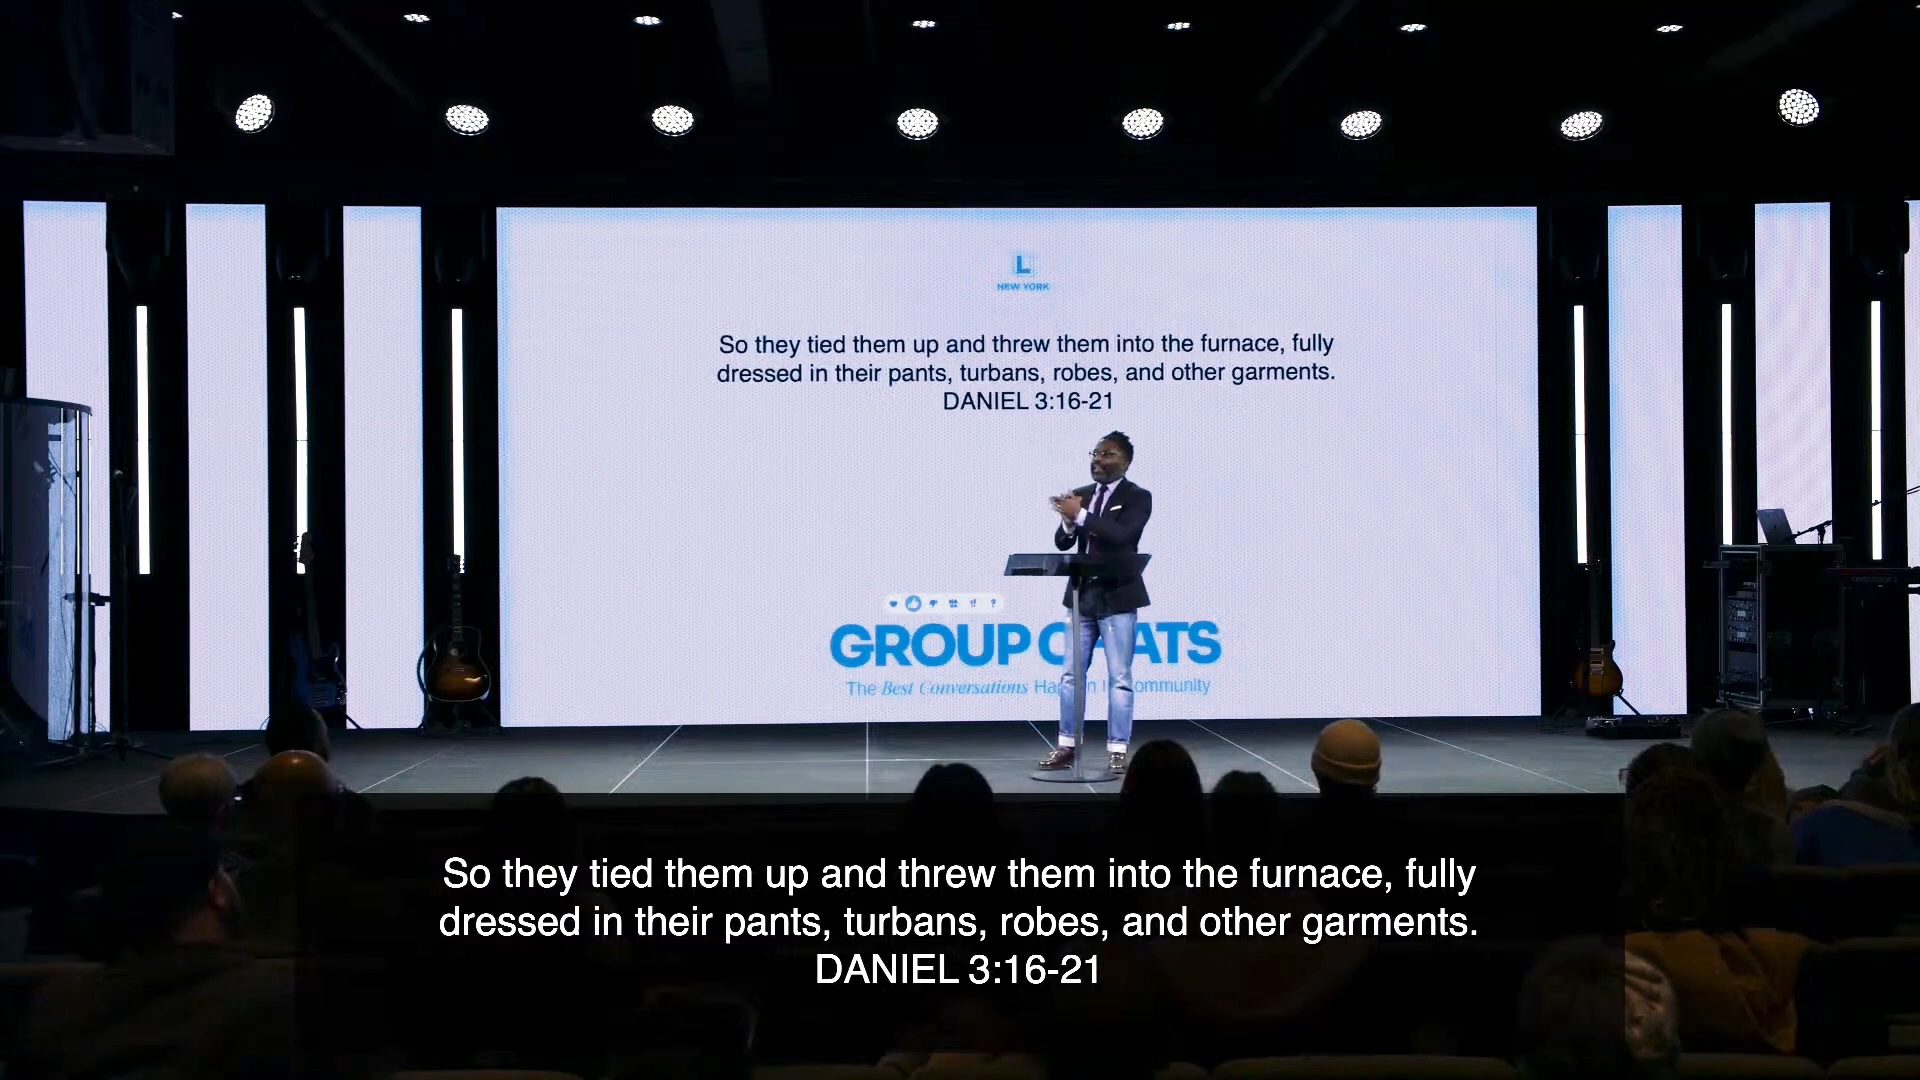 L
NEW YORK
So they tied them up and threw them into the furnace, fully
dressed in their pants, turbans, robes, and other garments.
DANIEL 3:16-21
GROUP C ATS
The Best Conversations Ha n I ommunity
So they tied them up and threw them into the furnace, fully
dressed in their pants, turbans, robes, and other garments.
DANIEL 3:16-21